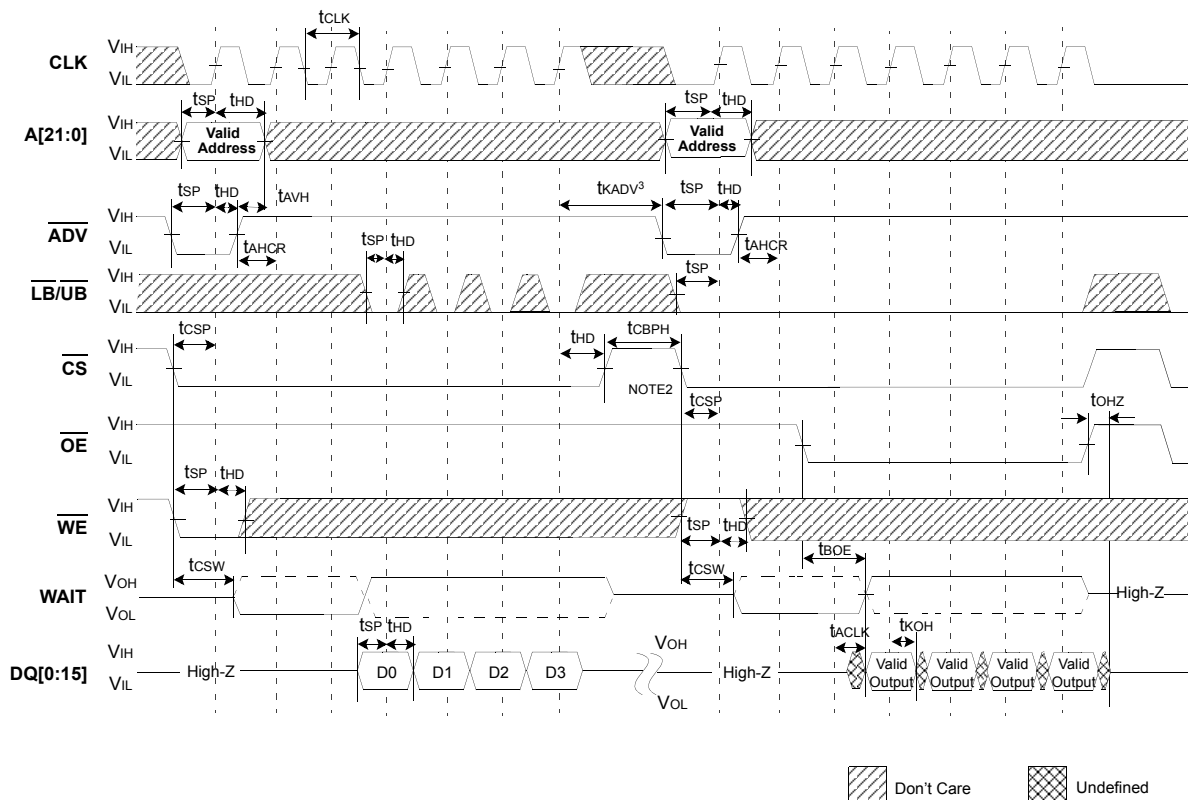 tCLK
CLK VIH
VIL
tSP tHD tSP tHD
A[21:0] VIH Valid Address Valid Address
VIL
tSP tHD tAVH tKADV3 tSP tHD
ADV VIH
VIL tAHCR tAHCR
tSP tHD tSP
LB/UB VIH
VIL
tCSP tHD tCBPH
CS VIH
VIL NOTE2
tCSP tOHZ
OE VIH
VIL
tSP tHD
WE VIH
VIL tSP tHD
tCSW tCSW tBOE
WAIT VOH High-Z
VOL
tSP tHD tACLK tKOH
DQ[0:15] VIH VOH
VIL High-Z D0 D1 D2 D3 High-Z Valid Output Valid Output Valid Output Valid Output
VOL
Don't Care Undefined